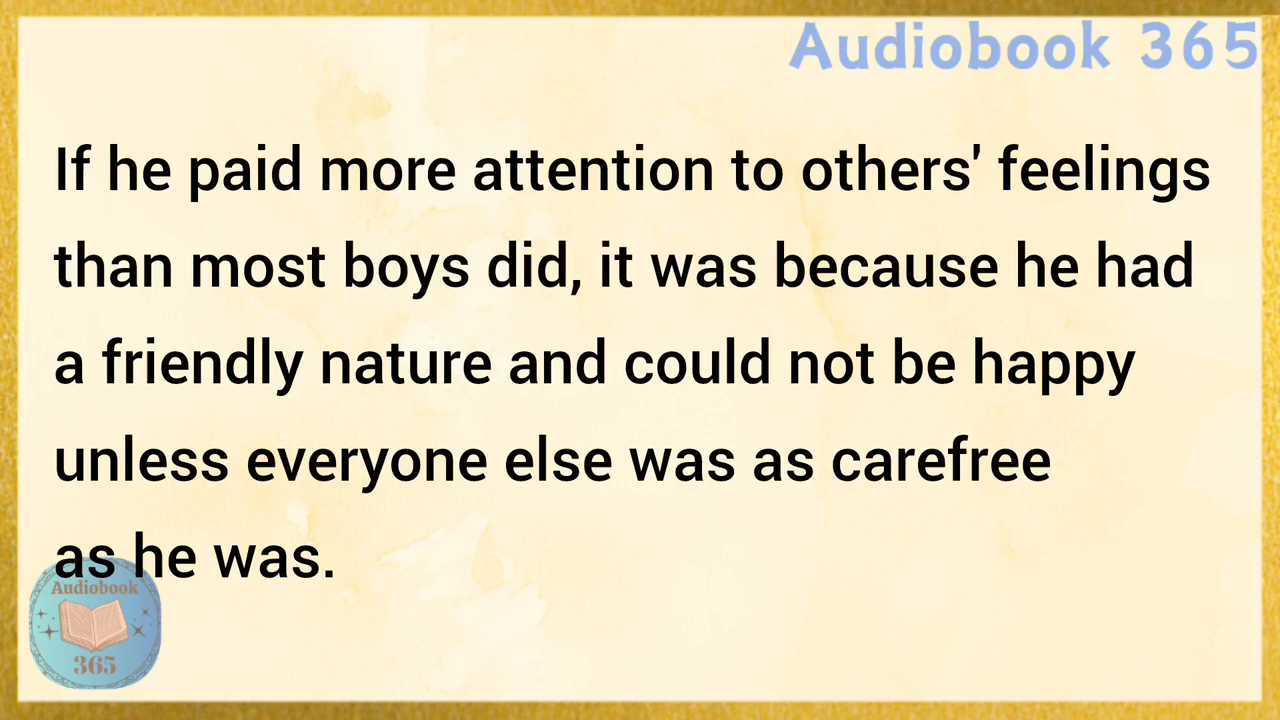 Audiobook 365
If he paid more attention to others' feelings
than most boys did, it was because he had
a friendly nature and could not be happy
unless everyone else was as carefree
as he was.
Audiobook
365